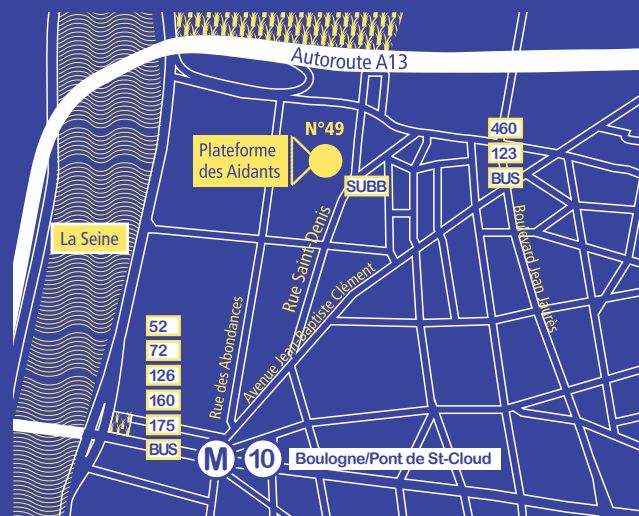 Autoroute A13
N°49
Plateforme
des Aidants
460
123
BUS
SUBB
La Seine
Rue Saint-Denis
Boulevard Jean Jaurès
Avenue Jean-Baptiste Clément
Rue des Abondances
52
72
126
160
175
BUS
M 10 Boulogne/Pont de St-Cloud